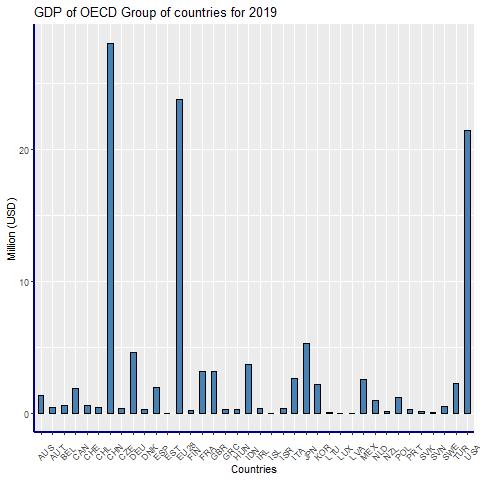 GDP of OECD Group of countries for 2019
Million (USD)
20
10
0
AUS
AUT
BEL
CAN
CHE
CHL
CHN
CZE
DEU
DNK
ESP
EST
EU28
FIN
FRA
GBR
GRC
HUN
IDN
IRL
ISL
ISR
ITA
JPN
KOR
LTU
LUX
LVA
MEX
NLD
NZL
POL
PRT
SVK
SVN
SWE
TUR
USA
Countries